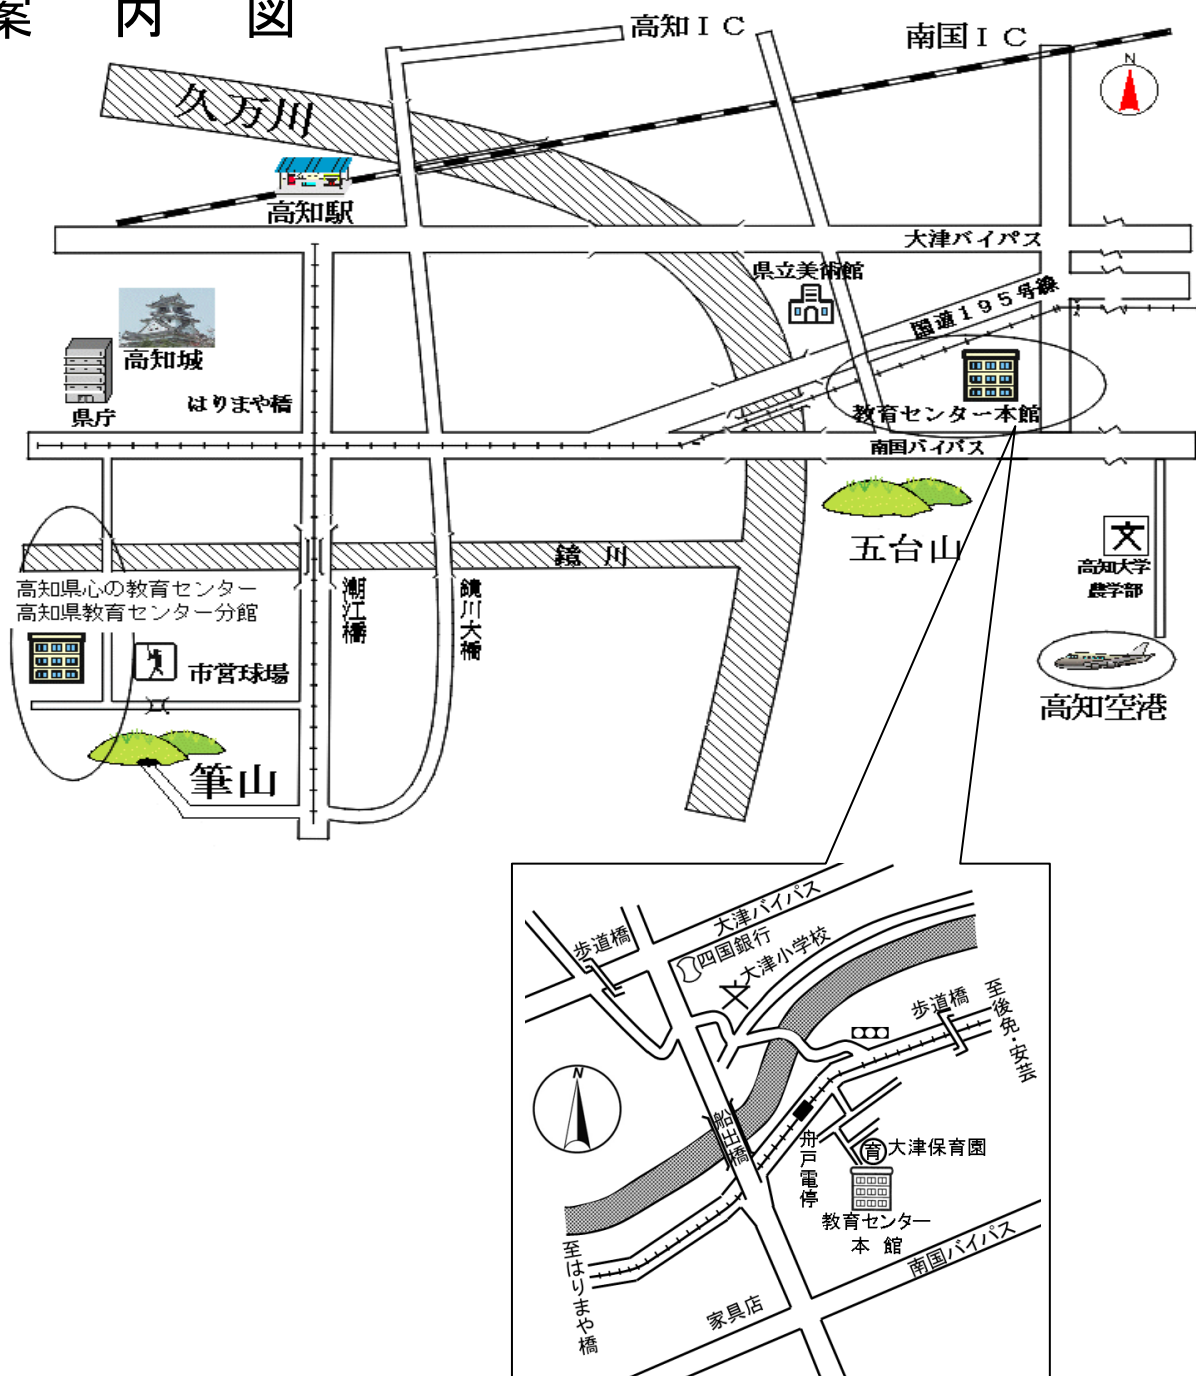 案 内 図
高知ＩＣ
南国ＩＣ
N
久万川
高知駅
大津バイパス
県立美術館
国道１９５号線
高知城
県庁
はりまや橋
教育センター本館
南国バイパス
五台山
鏡 川
高知大学
農学部
高知県心の教育センター
高知県教育センター分館
潮江橋
鏡川大橋
市営球場
高知空港
筆山
大津バイパス
歩道橋
四国銀行
大津小学校
歩道橋
至後免・安芸
N
船出橋
舟戸電停
育
大津保育園
教育センター
本 館
南国バイパス
至はりまや橋
家具店